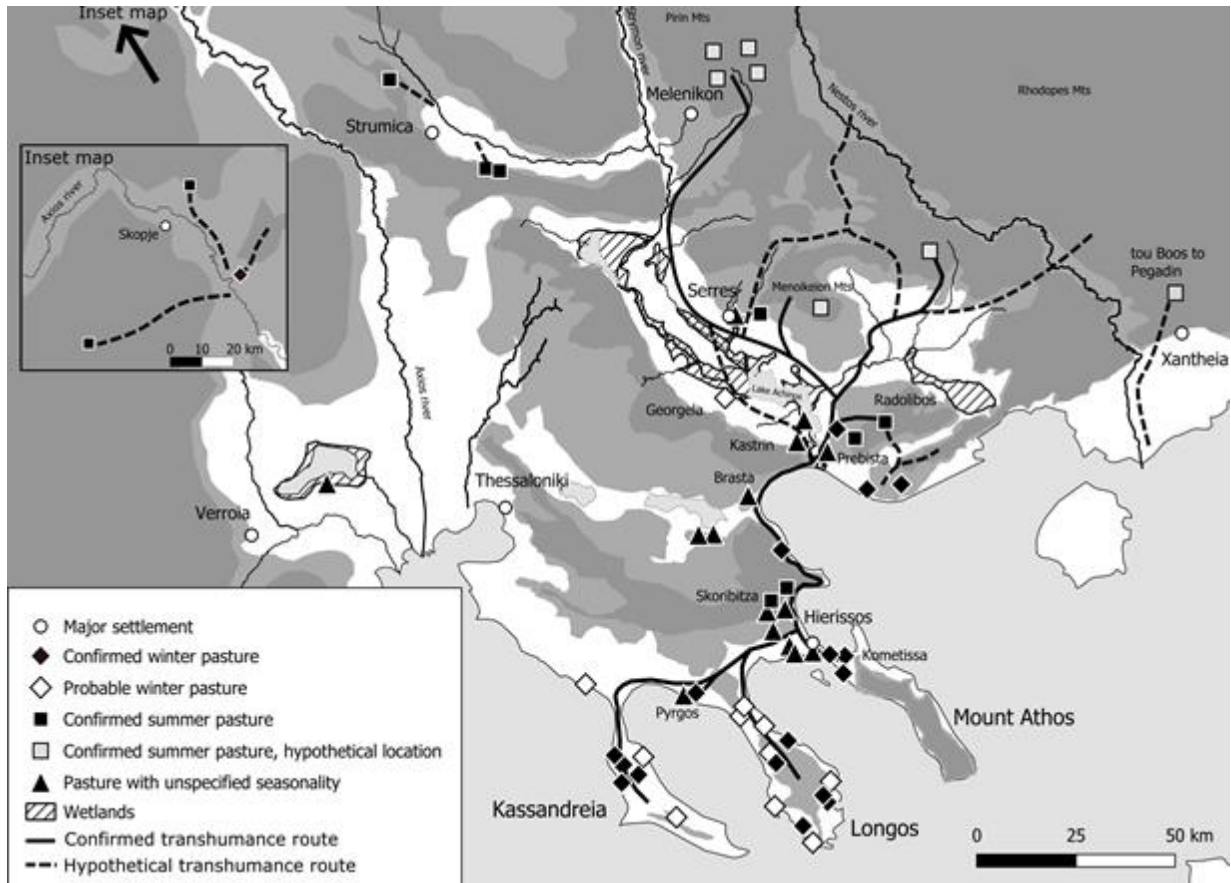 Inset map
Pirin Mts
Strymon river
Melenikon
Nestos river
Rhodopes Mts
Strumica
Inset map
Axios river
Skopje
0 10 20 km
Serres
Menoikeion Mts
tou Boos to
Pegadin
Xantheia
Axios river
Lake Achinos
Georgela
Radolibos
Kastrin
Prebista
Brasta
Thessaloniki
Verroia
Skoribitza
Hierissos
Kometissa
Pyrgos
Mount Athos
Kassandreia
Longos
Major settlement
Confirmed winter pasture
Probable winter pasture
Confirmed summer pasture
Confirmed summer pasture, hypothetical location
Pasture with unspecified seasonality
Wetlands
Confirmed transhumance route
Hypothetical transhumance route
0 25 50 km